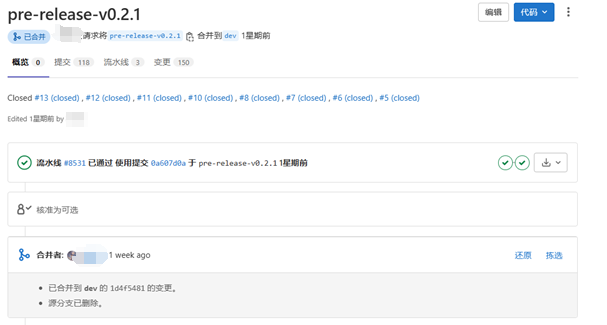 pre-release-v0.2.1
编辑
代码
已合并 请求将 pre-release-v0.2.1 合并到 dev 1星期前
概览 0 提交 118 流水线 3 变更 150
Closed #13 (closed) , #12 (closed) , #11 (closed) , #10 (closed) , #8 (closed) , #7 (closed) , #6 (closed) , #5 (closed)
Edited 1星期前 by
流水线 #8531 已通过 使用提交 0a607d0a 于 pre-release-v0.2.1 1星期前
核准为可选
合并者: 1 week ago
还原 拣选
已合并到 dev 的 1d4f5481 的变更。
源分支已删除。